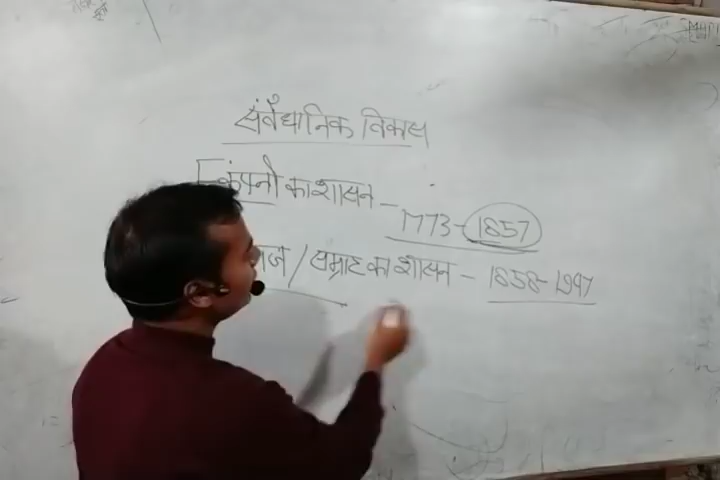 संवैधानिक विकास
कंपनी का शासन - 1773-1857
राज / सम्राट का शासन - 1858-1947